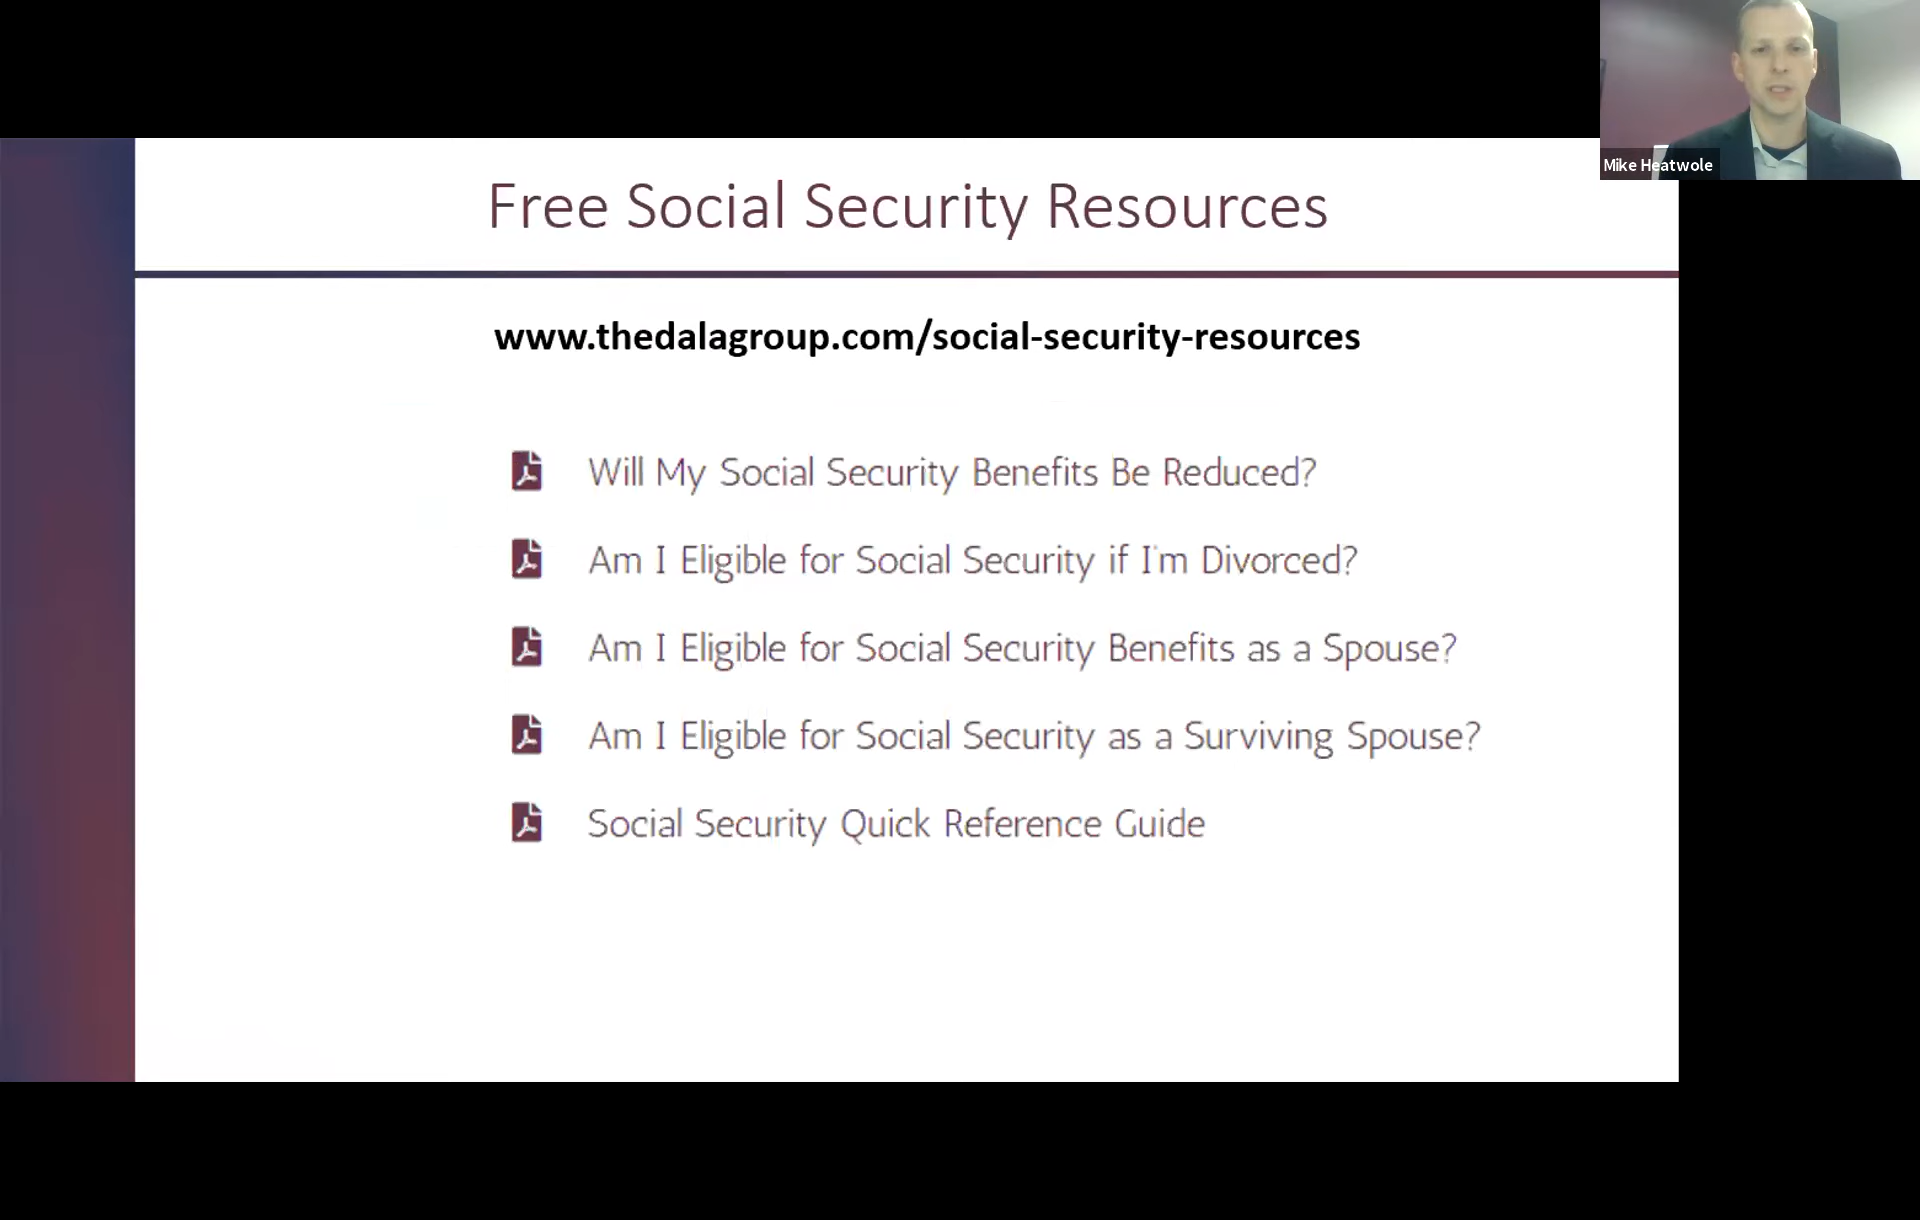 Mike Heatwole
Free Social Security Resources
www.thedalagroup.com/social-security-resources
Will My Social Security Benefits Be Reduced?
Am I Eligible for Social Security if I'm Divorced?
Am I Eligible for Social Security Benefits as a Spouse?
Am I Eligible for Social Security as a Surviving Spouse?
Social Security Quick Reference Guide